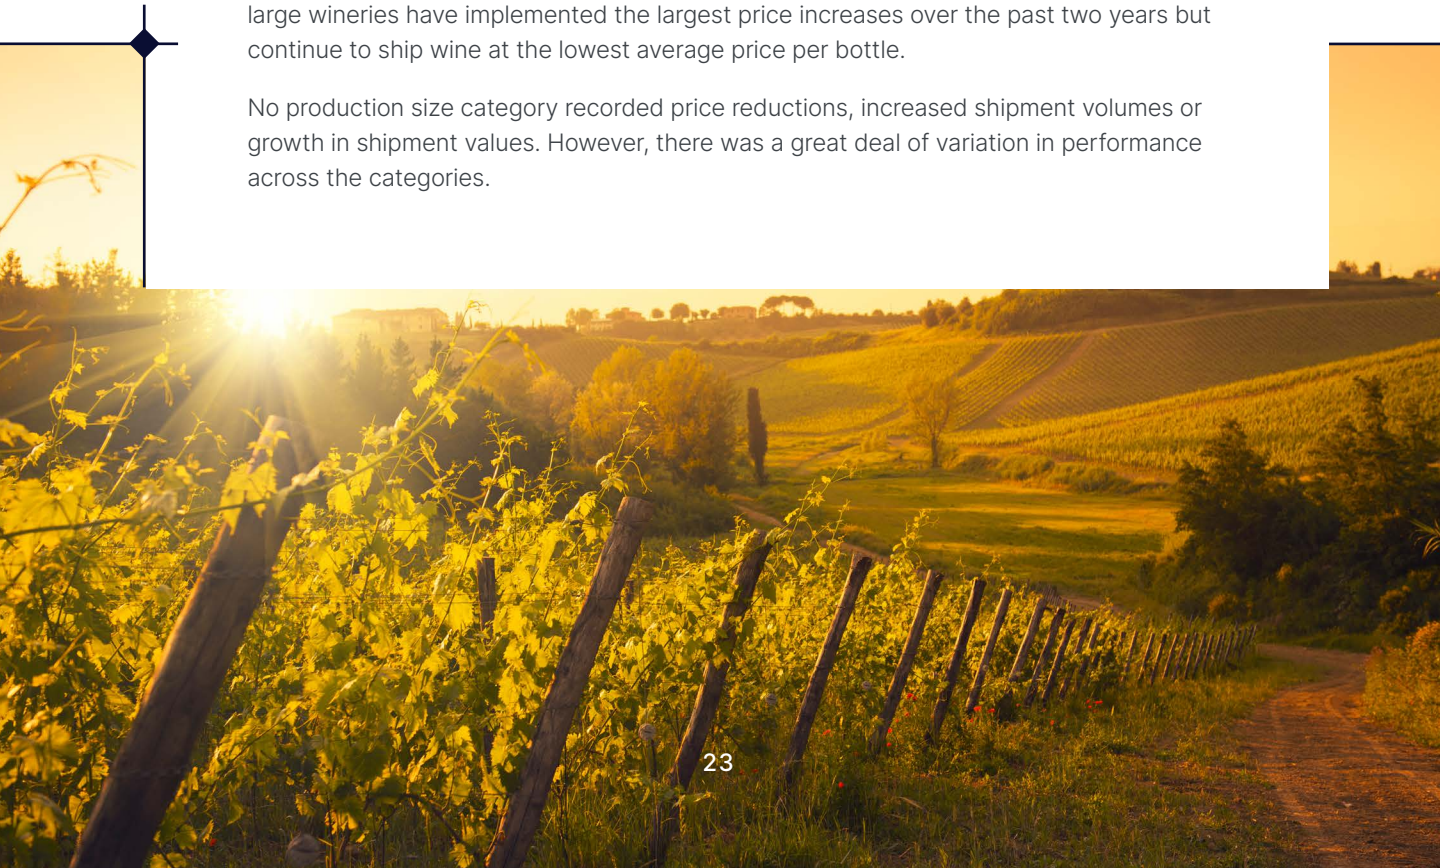 large wineries have implemented the largest price increases over the past two years but
continue to ship wine at the lowest average price per bottle.
No production size category recorded price reductions, increased shipment volumes or
growth in shipment values. However, there was a great deal of variation in performance
across the categories.
23